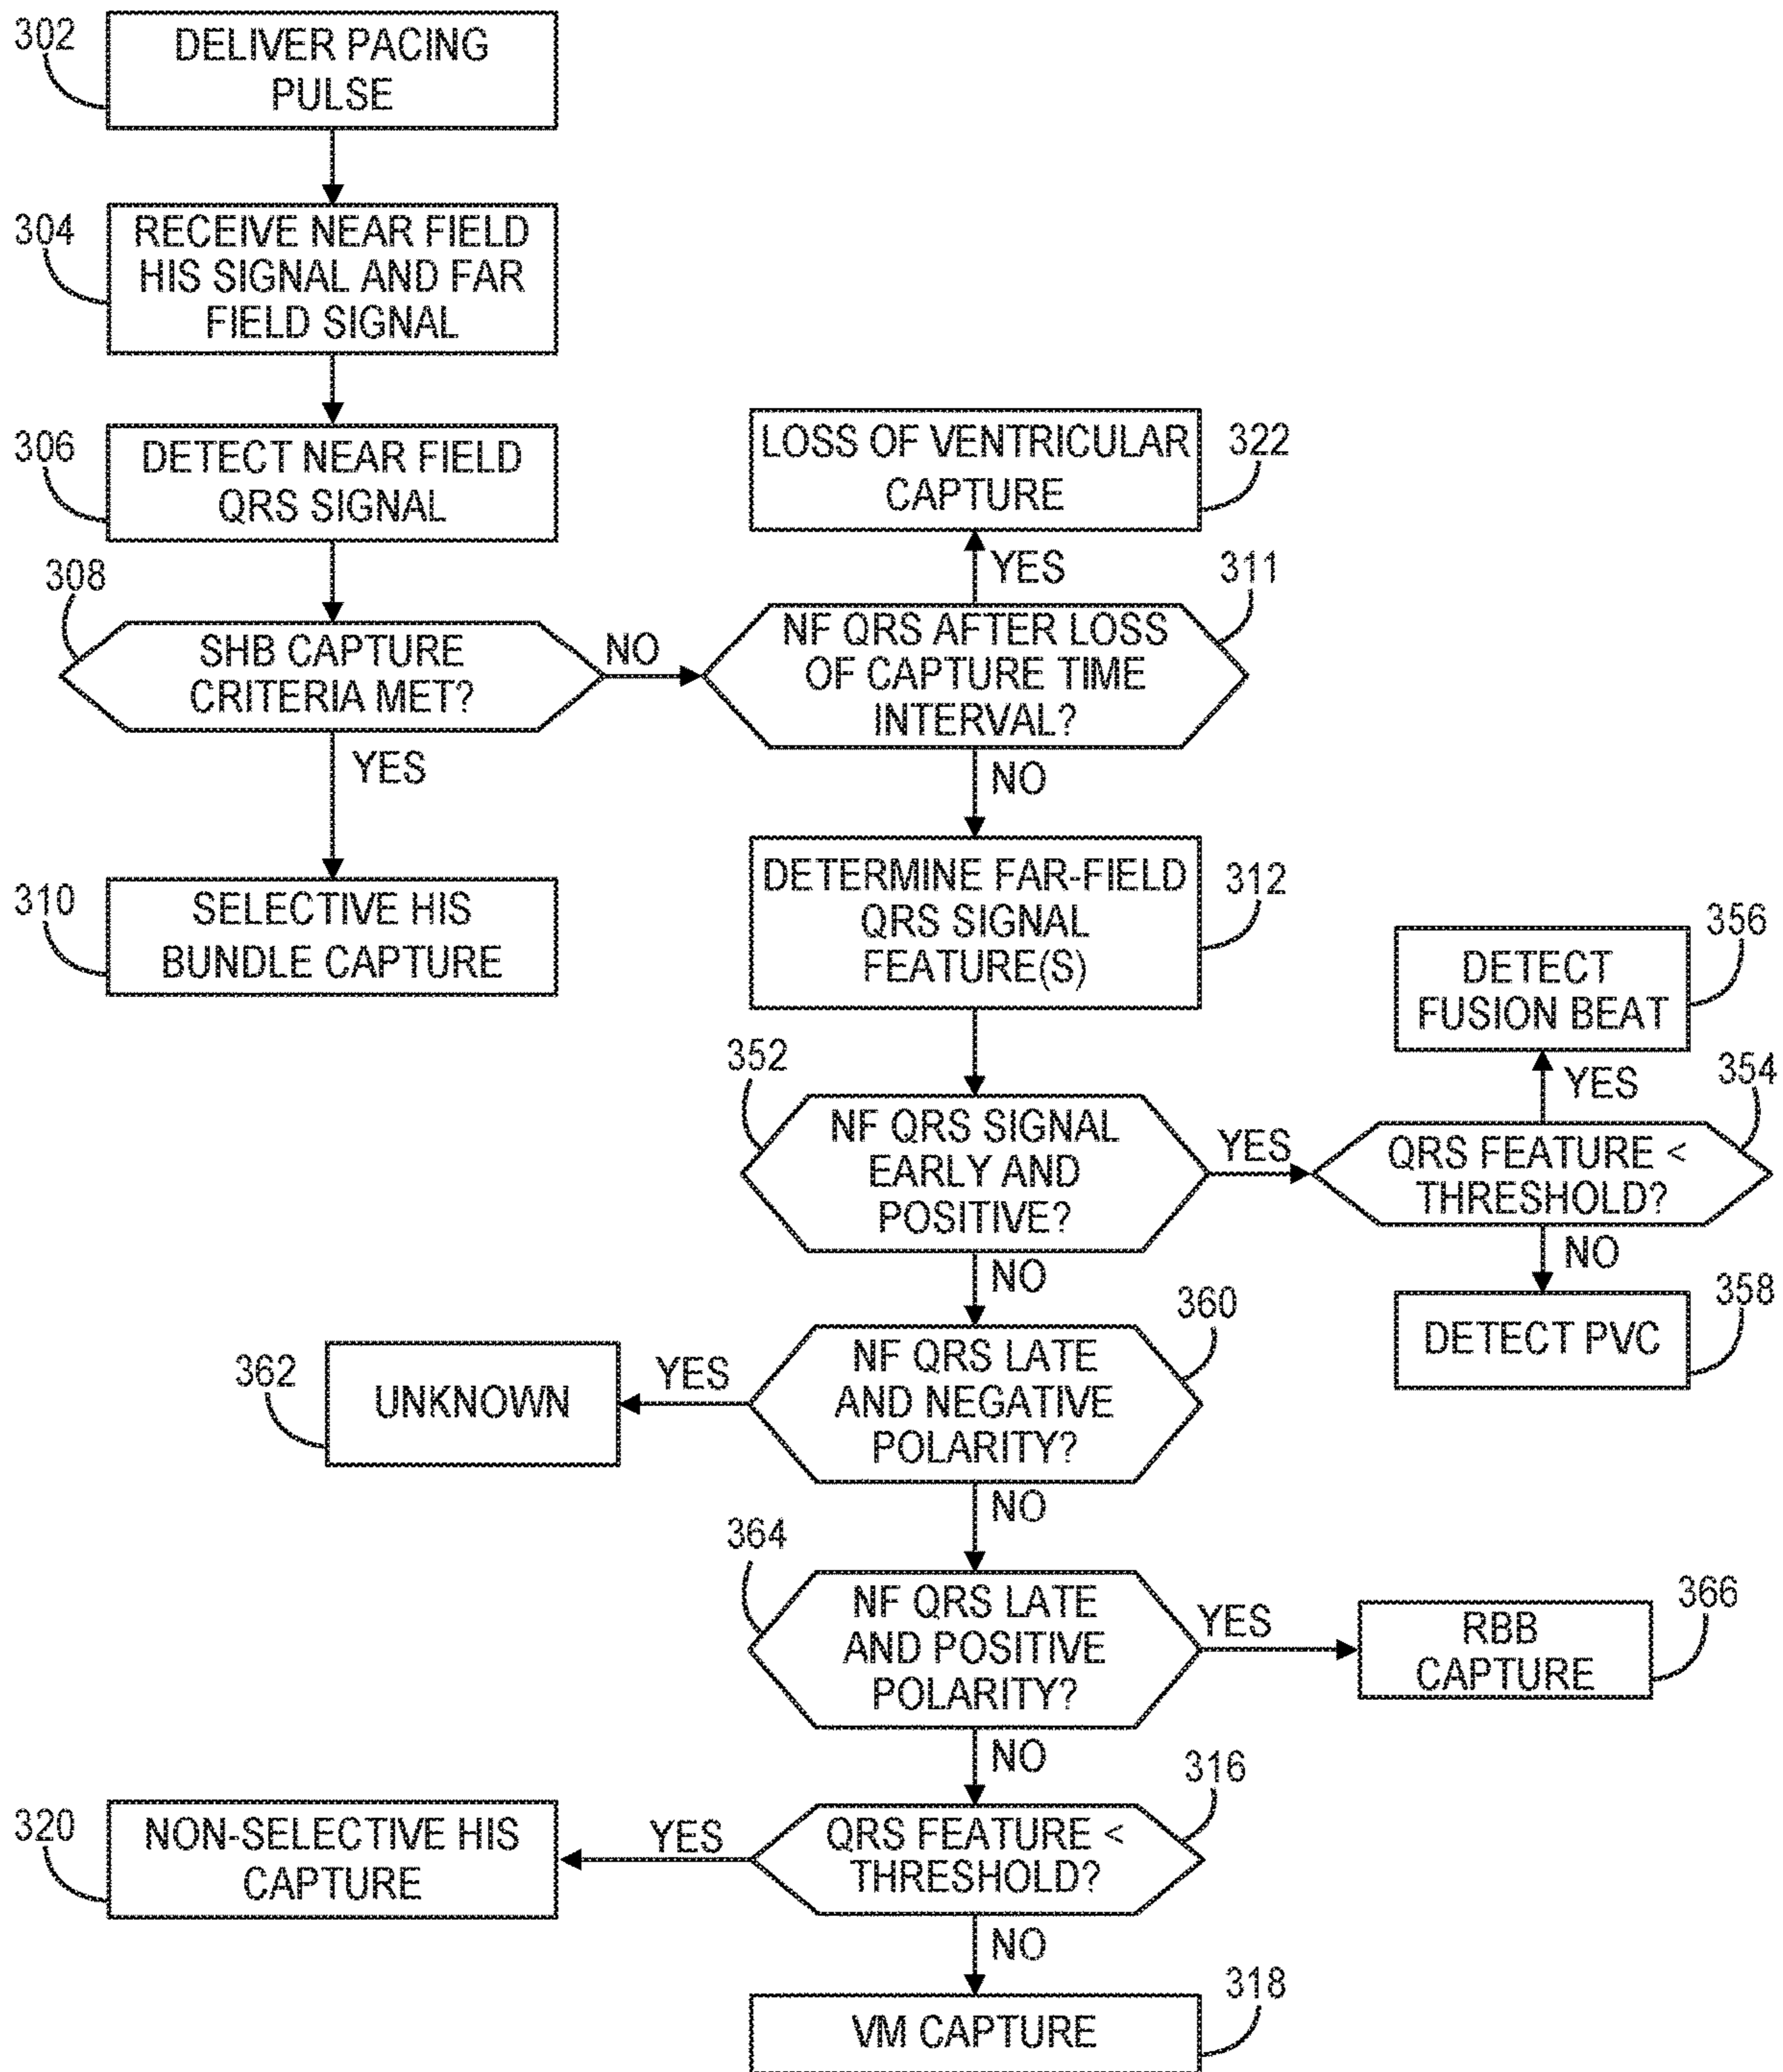 302
DELIVER PACING
PULSE
304
RECEIVE NEAR FIELD
HIS SIGNAL AND FAR
FIELD SIGNAL
306
DETECT NEAR FIELD
QRS SIGNAL
LOSS OF VENTRICULAR
CAPTURE
322
308
SHB CAPTURE
CRITERIA MET?
NO
YES
YES
311
NF QRS AFTER LOSS
OF CAPTURE TIME
INTERVAL?
NO
310
SELECTIVE HIS
BUNDLE CAPTURE
DETERMINE FAR-FIELD
QRS SIGNAL
FEATURE(S)
312
356
DETECT
FUSION BEAT
352
NF QRS SIGNAL
EARLY AND
POSITIVE?
YES
YES
354
QRS FEATURE <
THRESHOLD?
NO
NO
358
DETECT PVC
360
NF QRS LATE
AND NEGATIVE
POLARITY?
YES
362
UNKNOWN
NO
364
NF QRS LATE
AND POSITIVE
POLARITY?
YES
366
RBB
CAPTURE
NO
316
QRS FEATURE <
THRESHOLD?
YES
320
NON-SELECTIVE HIS
CAPTURE
NO
318
VM CAPTURE